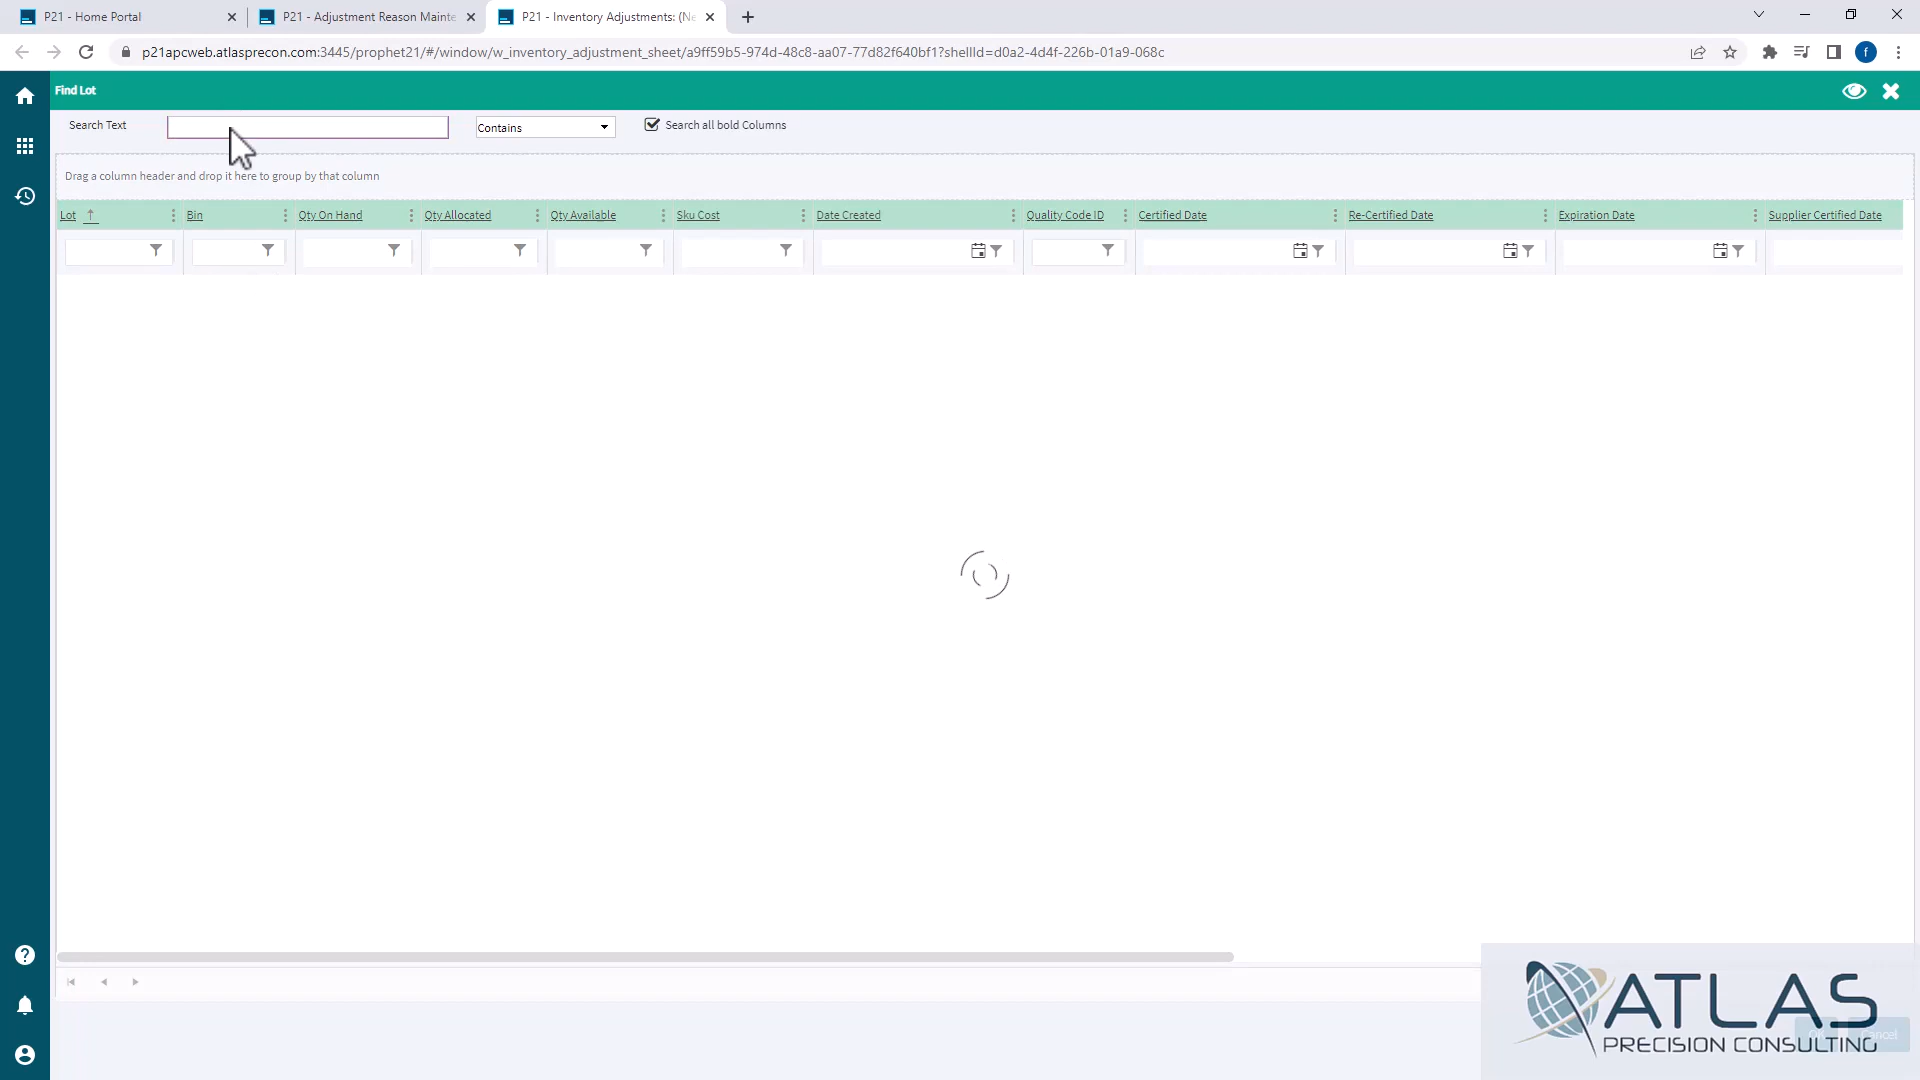 P21 - Home Portal
P21 - Adjustment Reason Mainte
P21 - Inventory Adjustments: (Ne
p21apcweb.atlasprecon.com:3445/prophet21/#/window/w_inventory_adjustment_sheet/a9ff59b5-974d-48c8-aa07-77d82f640bf1?shellId=d0a2-4d4f-226b-01a9-068c
f
Find Lot
Search Text
Contains
Search all bold Columns
Drag a column header and drop it here to group by that column
Lot Bin Qty On Hand Qty Allocated Qty Available Sku Cost Date Created Quality Code ID Certified Date Re-Certified Date Expiration Date Supplier Certified Date
ATLAS
PRECISION CONSULTING
Cancel